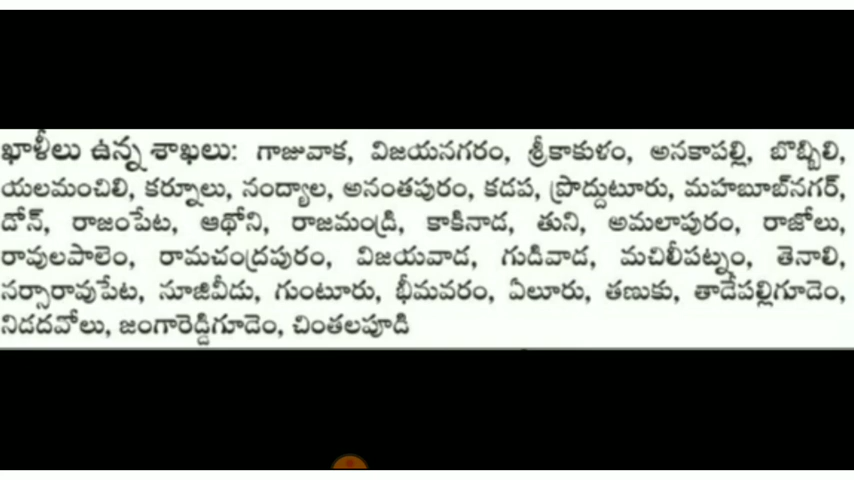 ఖాళీలు ఉన్న శాఖలు: గాజువాక, విజయనగరం, శ్రీకాకుళం, అనకాపల్లి, బొబ్బిలి,
యలమంచిలి, కర్నూలు, నంద్యాల, అనంతపురం, కడప, ప్రొద్దుటూరు, మహబూబ్‌నగర్,
డోన్, రాజంపేట, ఆథోని, రాజమండ్రి, కాకినాడ, తుని, అమలాపురం, రాజోలు,
రావులపాలెం, రామచంద్రపురం, విజయవాడ, గుడివాడ, మచిలీపట్నం, తెనాలి,
నర్సారావుపేట, నూజివీడు, గుంటూరు, భీమవరం, ఏలూరు, తణుకు, తాడేపల్లిగూడెం,
నిడదవోలు, జంగారెడ్డిగూడెం, చింతలపూడి